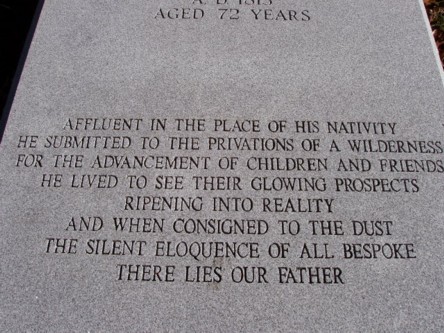 A. D. 1813
AGED 72 YEARS
AFFLUENT IN THE PLACE OF HIS NATIVITY
HE SUBMITTED TO THE PRIVATIONS OF A WILDERNESS
FOR THE ADVANCEMENT OF CHILDREN AND FRIENDS
HE LIVED TO SEE THEIR GLOWING PROSPECTS
RIPENING INTO REALITY
AND WHEN CONSIGNED TO THE DUST
THE SILENT ELOQUENCE OF ALL BESPOKE
THERE LIES OUR FATHER